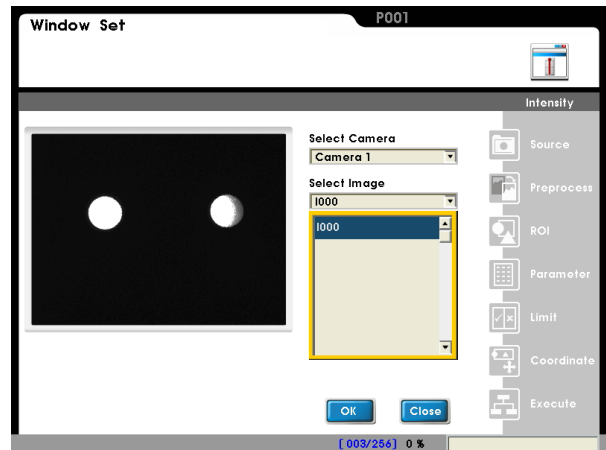 Window Set
P001
Intensity
Select Camera
Camera 1
Select Image
I000
I000
Source
Preprocess
ROI
Parameter
Limit
Coordinate
Execute
OK
Close
[003/256] 0 %